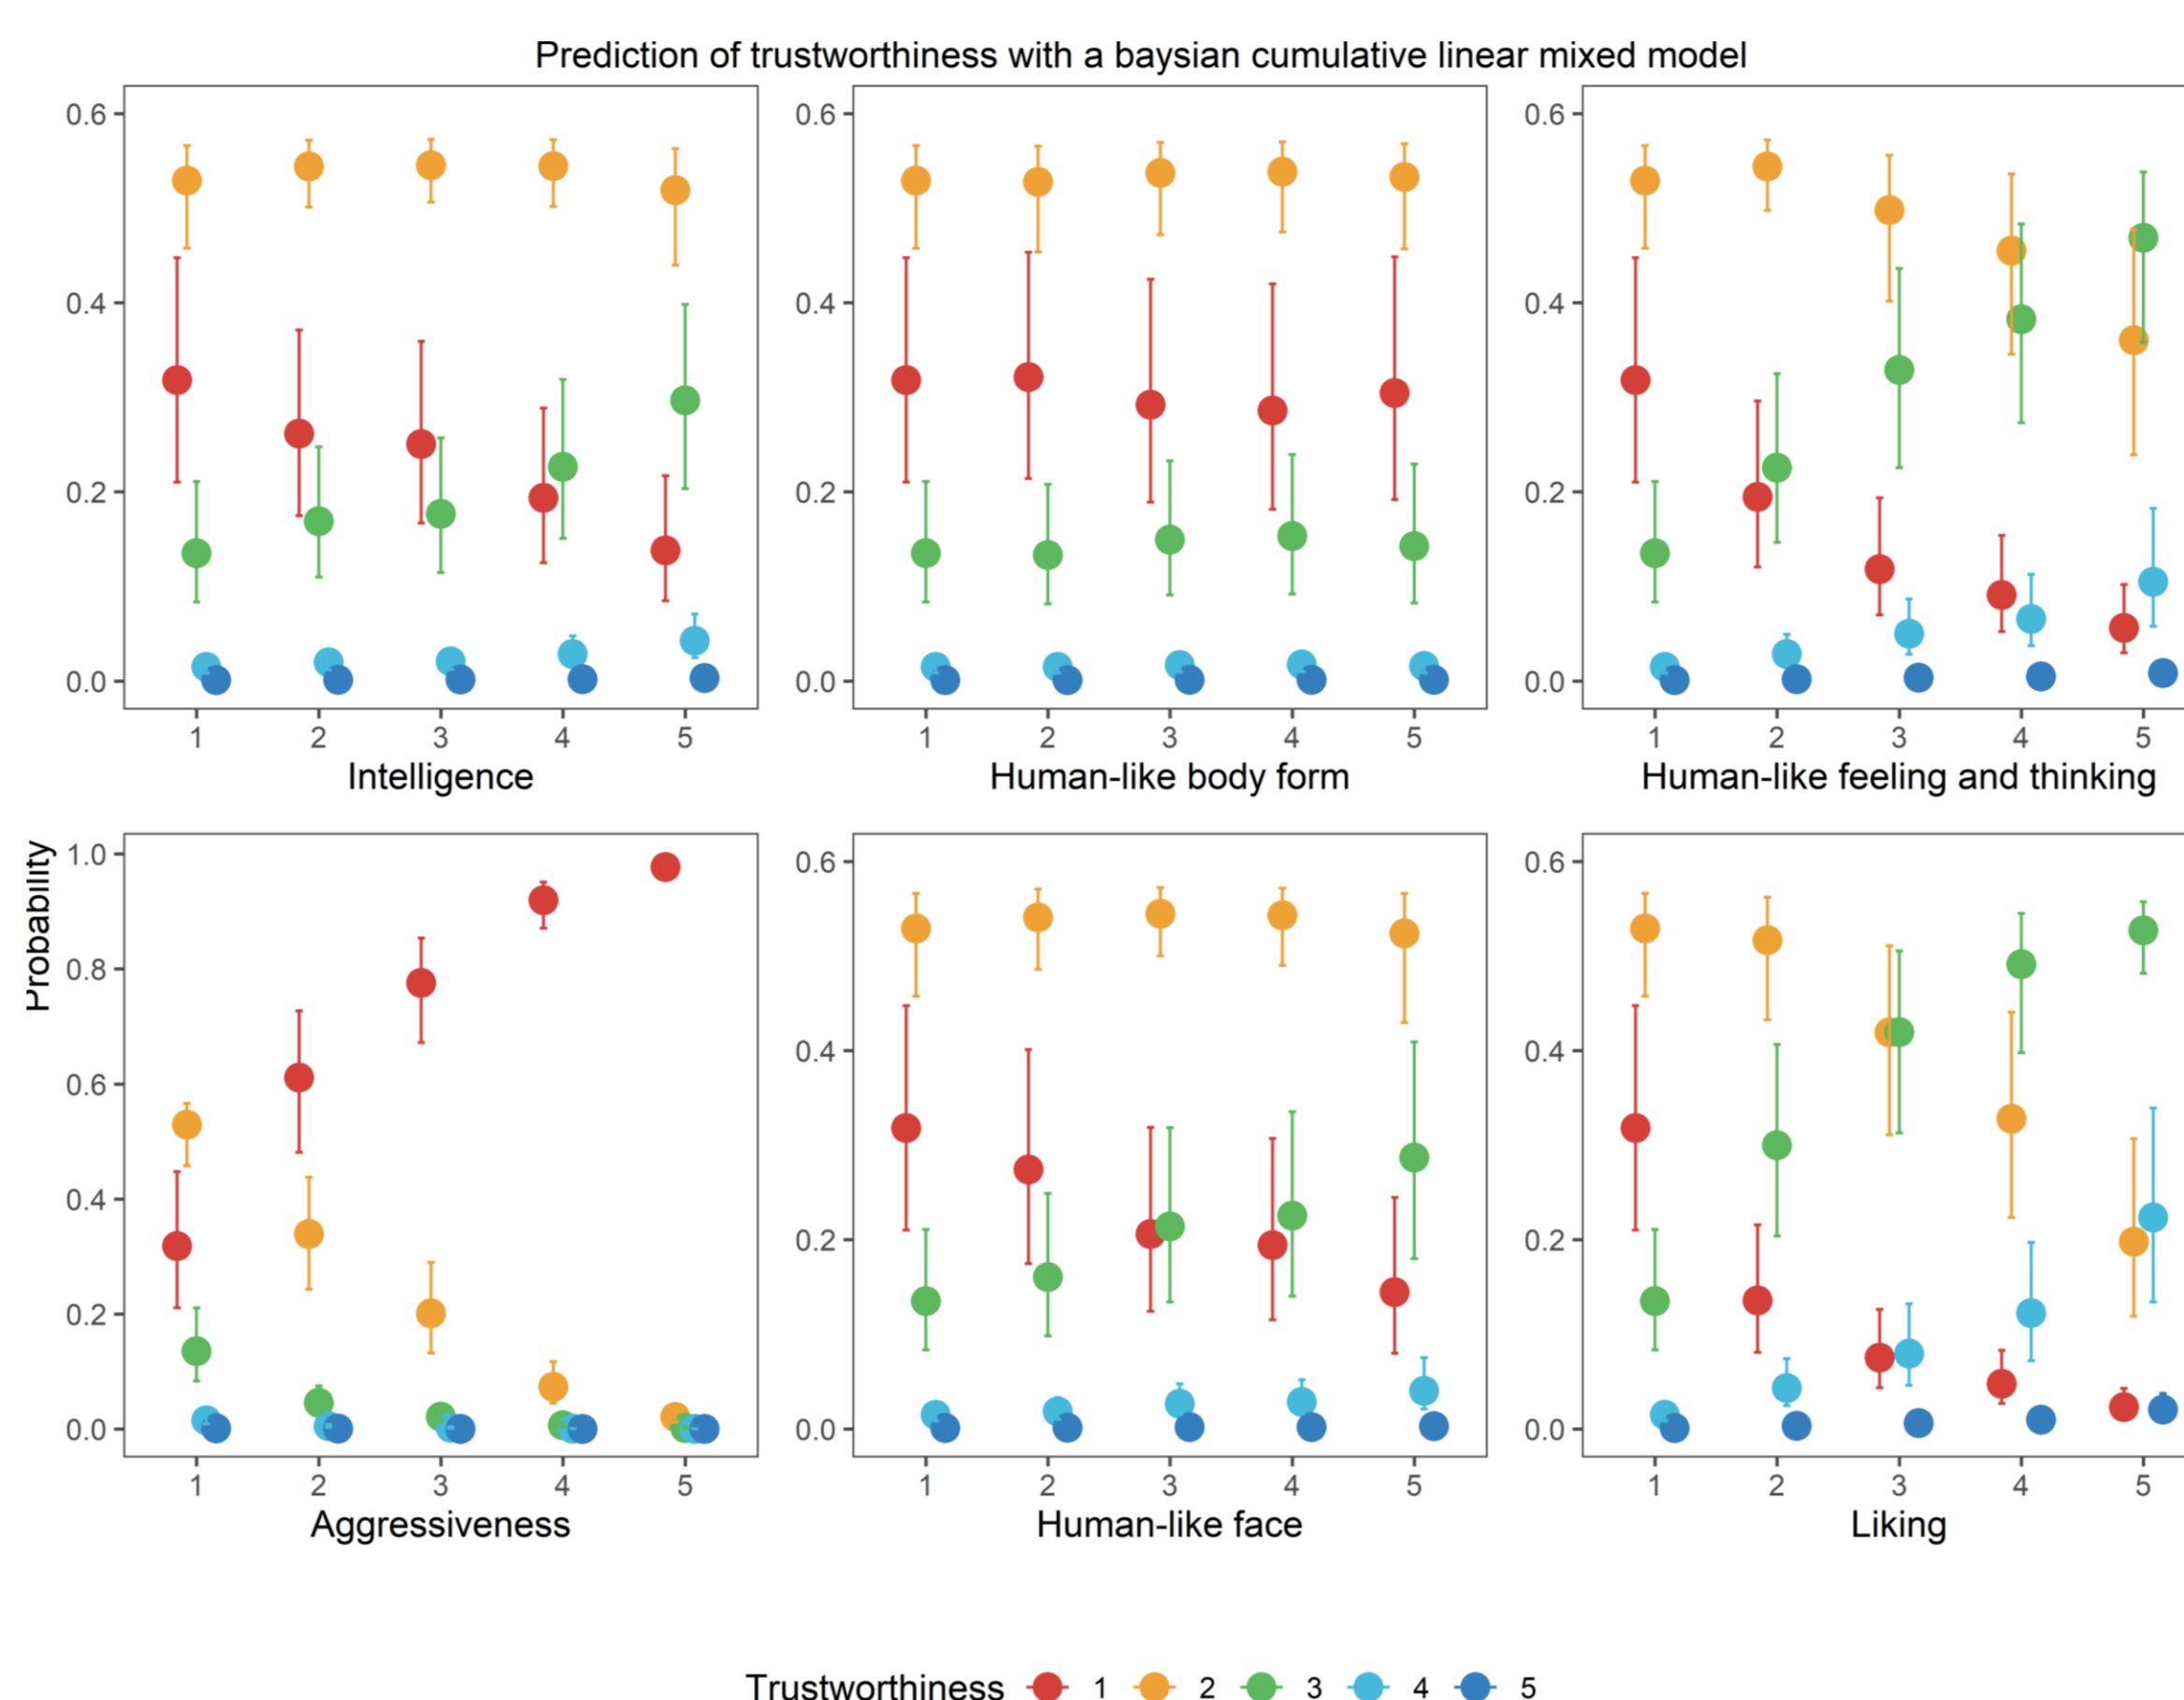 Prediction of trustworthiness with a baysian cumulative linear mixed model
0.6
0.4
0.2
0.0
1 2 3 4 5
Intelligence
0.6
0.4
0.2
0.0
1 2 3 4 5
Human-like body form
0.6
0.4
0.2
0.0
1 2 3 4 5
Human-like feeling and thinking
Probability
1.0
0.8
0.6
0.4
0.2
0.0
1 2 3 4 5
Aggressiveness
0.6
0.4
0.2
0.0
1 2 3 4 5
Human-like face
0.6
0.4
0.2
0.0
1 2 3 4 5
Liking
Trustworthiness 1 2 3 4 5